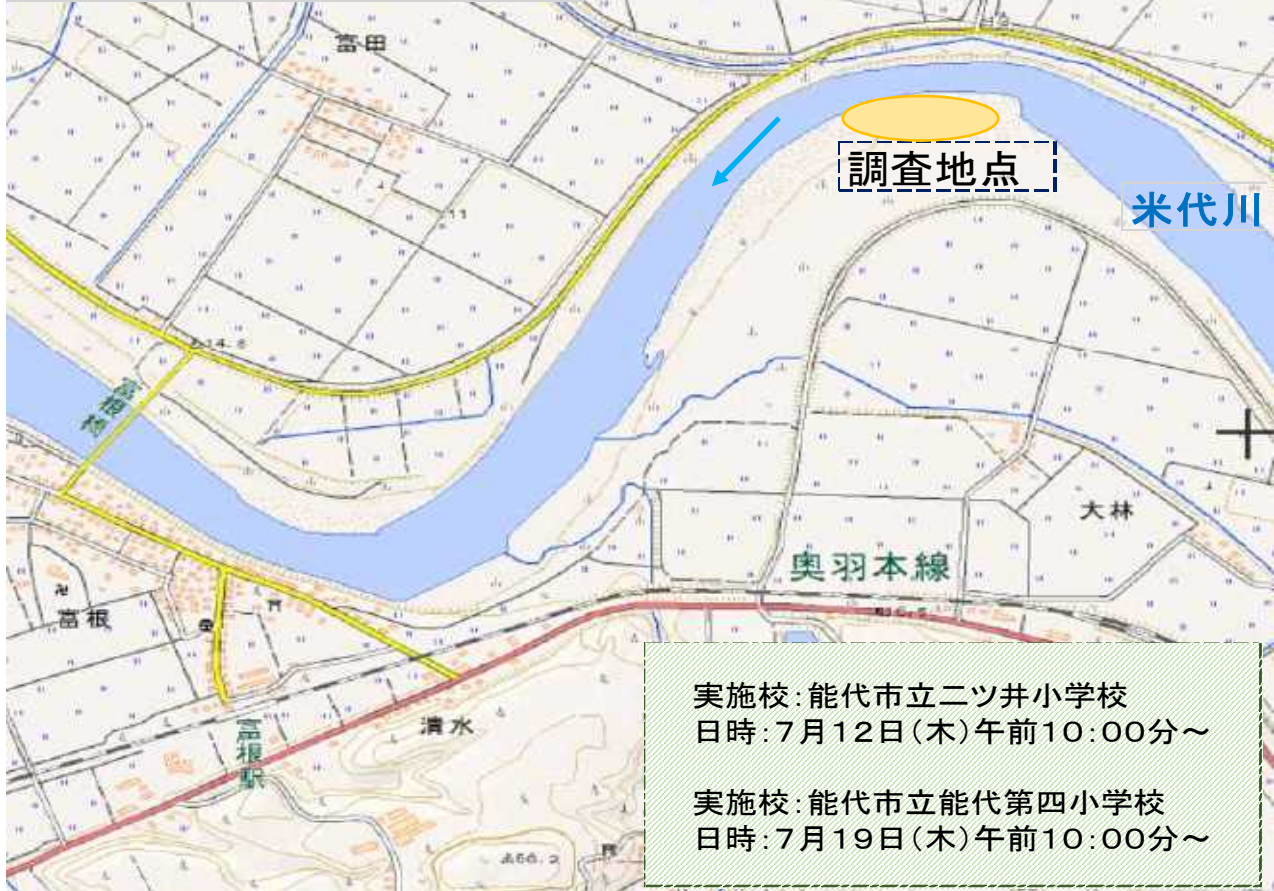 富田
調査地点
米代川
11
14.8
富根橋
大林
奥羽本線
富根
清水
富根駅
実施校:能代市立二ツ井小学校
日時:7月12日(木)午前10:00分~
実施校:能代市立能代第四小学校
日時:7月19日(木)午前10:00分~